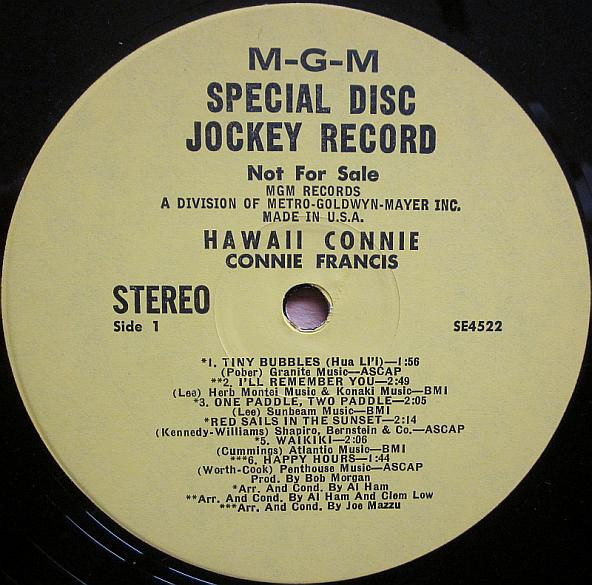 M-G-M
SPECIAL DISC
JOCKEY RECORD
Not For Sale
MGM RECORDS
A DIVISION OF METRO-GOLDWYN-MAYER INC.
MADE IN U.S.A.
HAWAII CONNIE
CONNIE FRANCIS
STEREO
Side 1
SE4522
*1. TINY BUBBLES (Hua LI'I)—1:56
(Pober) Granite Music—ASCAP
**2. I'LL REMEMBER YOU—2:49
(Lee) Herb Montei Music & Konaki Music—BMI
*3. ONE PADDLE, TWO PADDLE—2:05
(Lee) Sunbeam Music—BMI
*RED SAILS IN THE SUNSET—2:14
(Kennedy-Williams) Shapiro, Bernstein & Co.—ASCAP
*5. WAIKIKI—2:06
(Cummings) Atlantic Music—BMI
***6. HAPPY HOURS—1:44
(Worth-Cook) Penthouse Music—ASCAP
Prod. By Bob Morgan
*Arr. And Cond. By Al Ham
**Arr. And Cond. By Al Ham And Clem Low
***Arr. And Cond. By Joe Mazzu